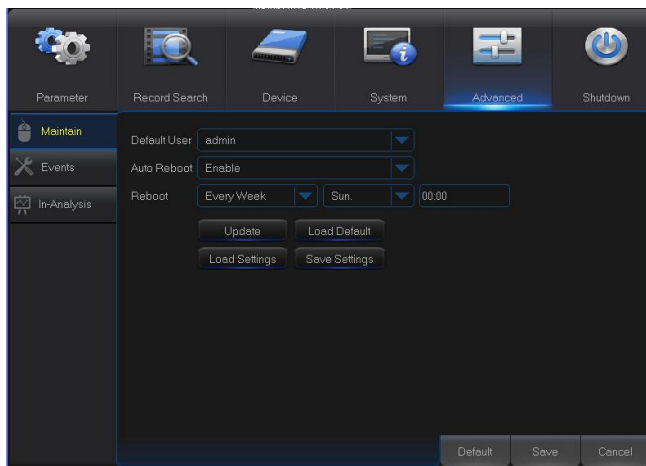 Parameter Record Search Device System Advanced Shutdown
Maintain
Events
In-Analysis
Default User admin
Auto Reboot Enable
Reboot Every Week Sun. 00:00
Update Load Default
Load Settings Save Settings
Default Save Cancel